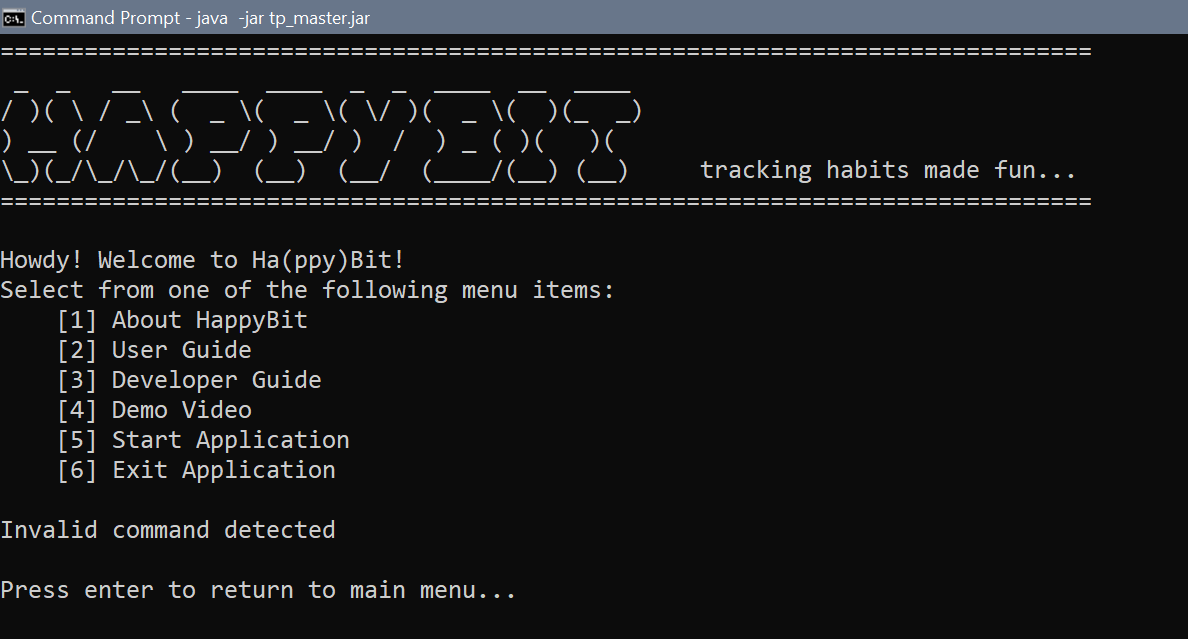 Command Prompt - java  -jar tp_master.jar
==============================================================================
 _  _   __   ____  ____  _  _  ____  __  ____
/ )( \ / _\ (  _ \(  _ \( \/ )(  _ \(  )(_  _)
) __ (/    \ ) __/ ) __/ )  /  ) _ ( )(   )(
\_)(_/\_/\_/(__)  (__)  (__/  (____/(__) (__)     tracking habits made fun...
==============================================================================
Howdy! Welcome to Ha(ppy)Bit!
Select from one of the following menu items:
    [1] About HappyBit
    [2] User Guide
    [3] Developer Guide
    [4] Demo Video
    [5] Start Application
    [6] Exit Application
Invalid command detected
Press enter to return to main menu...